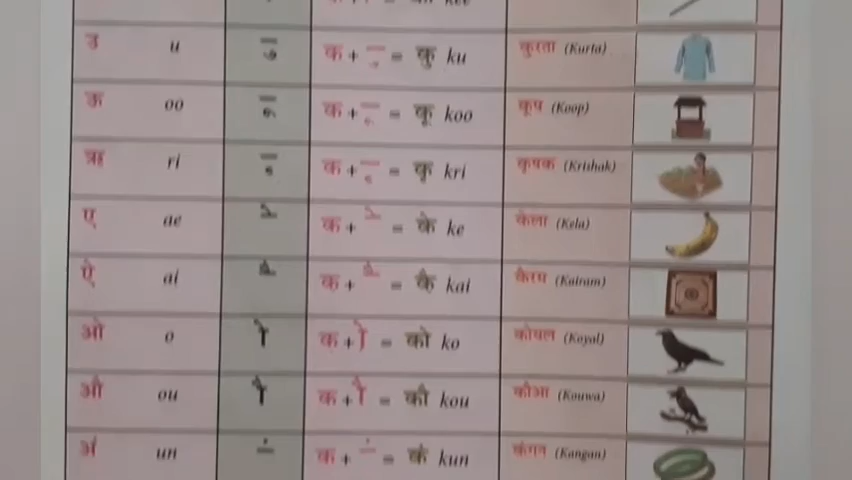 उ u ु क + ु = कु ku कुरता (Kurta)
ऊ oo ू क + ू = कू koo कूप (Koop)
ऋ ri ृ क + ृ = कृ kri कृषक (Krishak)
ए ae े क + े = के ke केला (Kela)
ऐ ai ै क + ै = कै kai कैरम (Kairam)
ओ o ो क + ो = को ko कोयल (Koyal)
औ ou ौ क + ौ = कौ kou कौआ (Kouwa)
अं un ं क + ं = कं kun कंगन (Kangan)